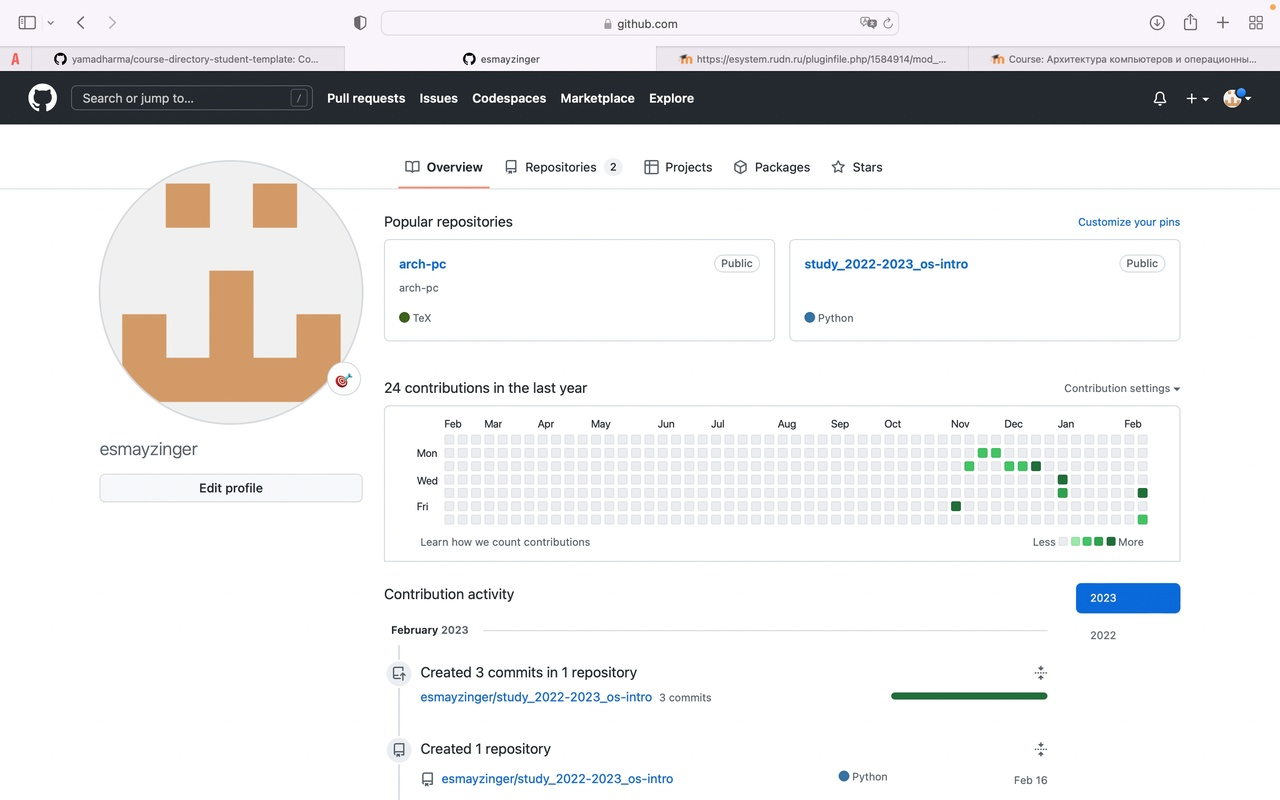 github.com
A
yamadharma/course-directory-student-template: Co...
esmayzinger
https://esystem.rudn.ru/pluginfile.php/1584914/mod_...
Course: Архитектура компьютеров и операционны...
Search or jump to...
/
Pull requests
Issues
Codespaces
Marketplace
Explore
Overview
Repositories 2
Projects
Packages
Stars
esmayzinger
Edit profile
Popular repositories
Customize your pins
arch-pc
Public
arch-pc
TeX
study_2022-2023_os-intro
Public
Python
24 contributions in the last year
Contribution settings
Feb Mar Apr May Jun Jul Aug Sep Oct Nov Dec Jan Feb
Mon
Wed
Fri
Learn how we count contributions
Less More
Contribution activity
2023
2022
February 2023
Created 3 commits in 1 repository
esmayzinger/study_2022-2023_os-intro 3 commits
Created 1 repository
esmayzinger/study_2022-2023_os-intro
Python
Feb 16